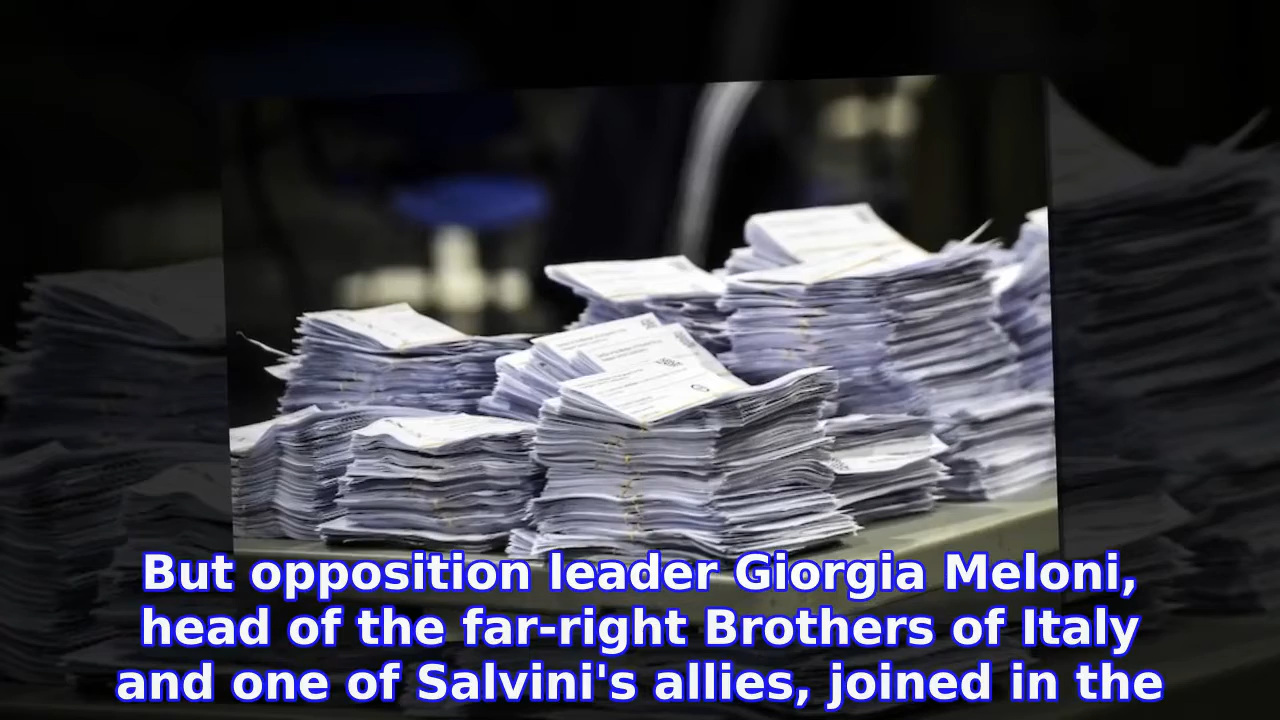 But opposition leader Giorgia Meloni,
head of the far-right Brothers of Italy
and one of Salvini's allies, joined in the